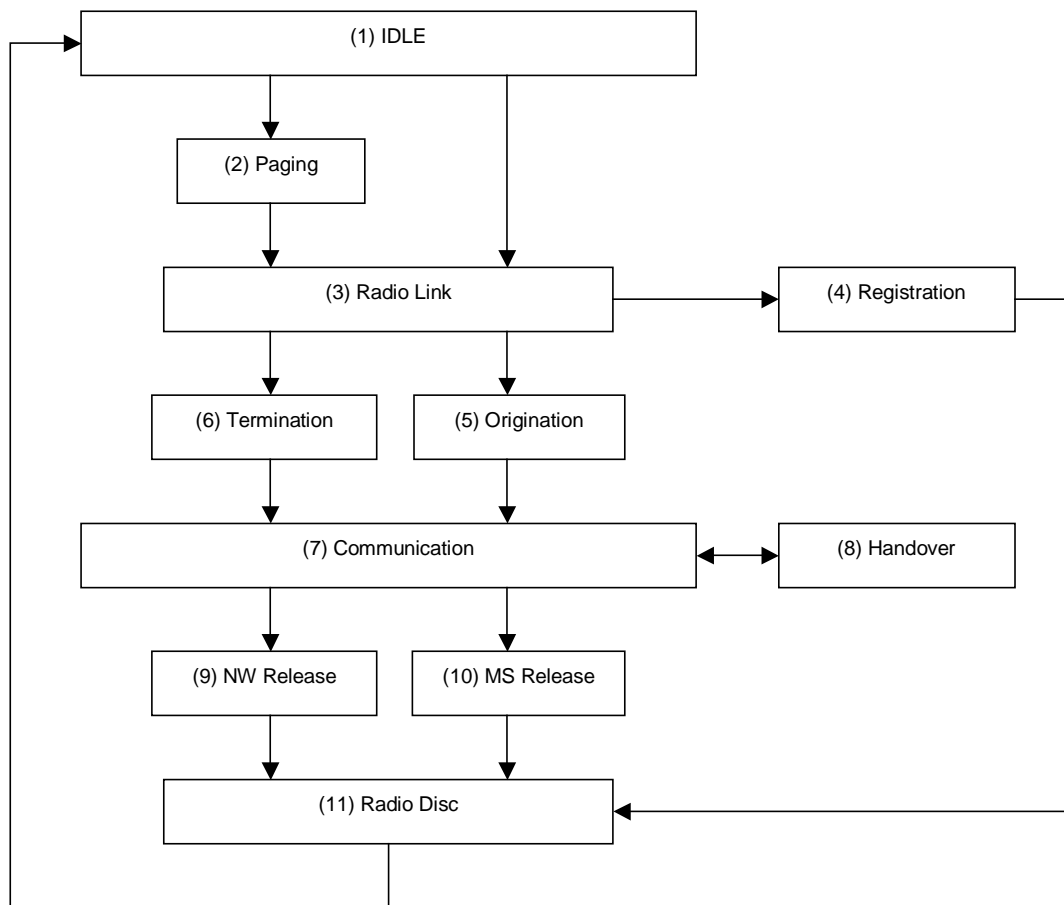 (1) IDLE
(2) Paging
(3) Radio Link
(4) Registration
(6) Termination
(5) Origination
(7) Communication
(8) Handover
(9) NW Release
(10) MS Release
(11) Radio Disc